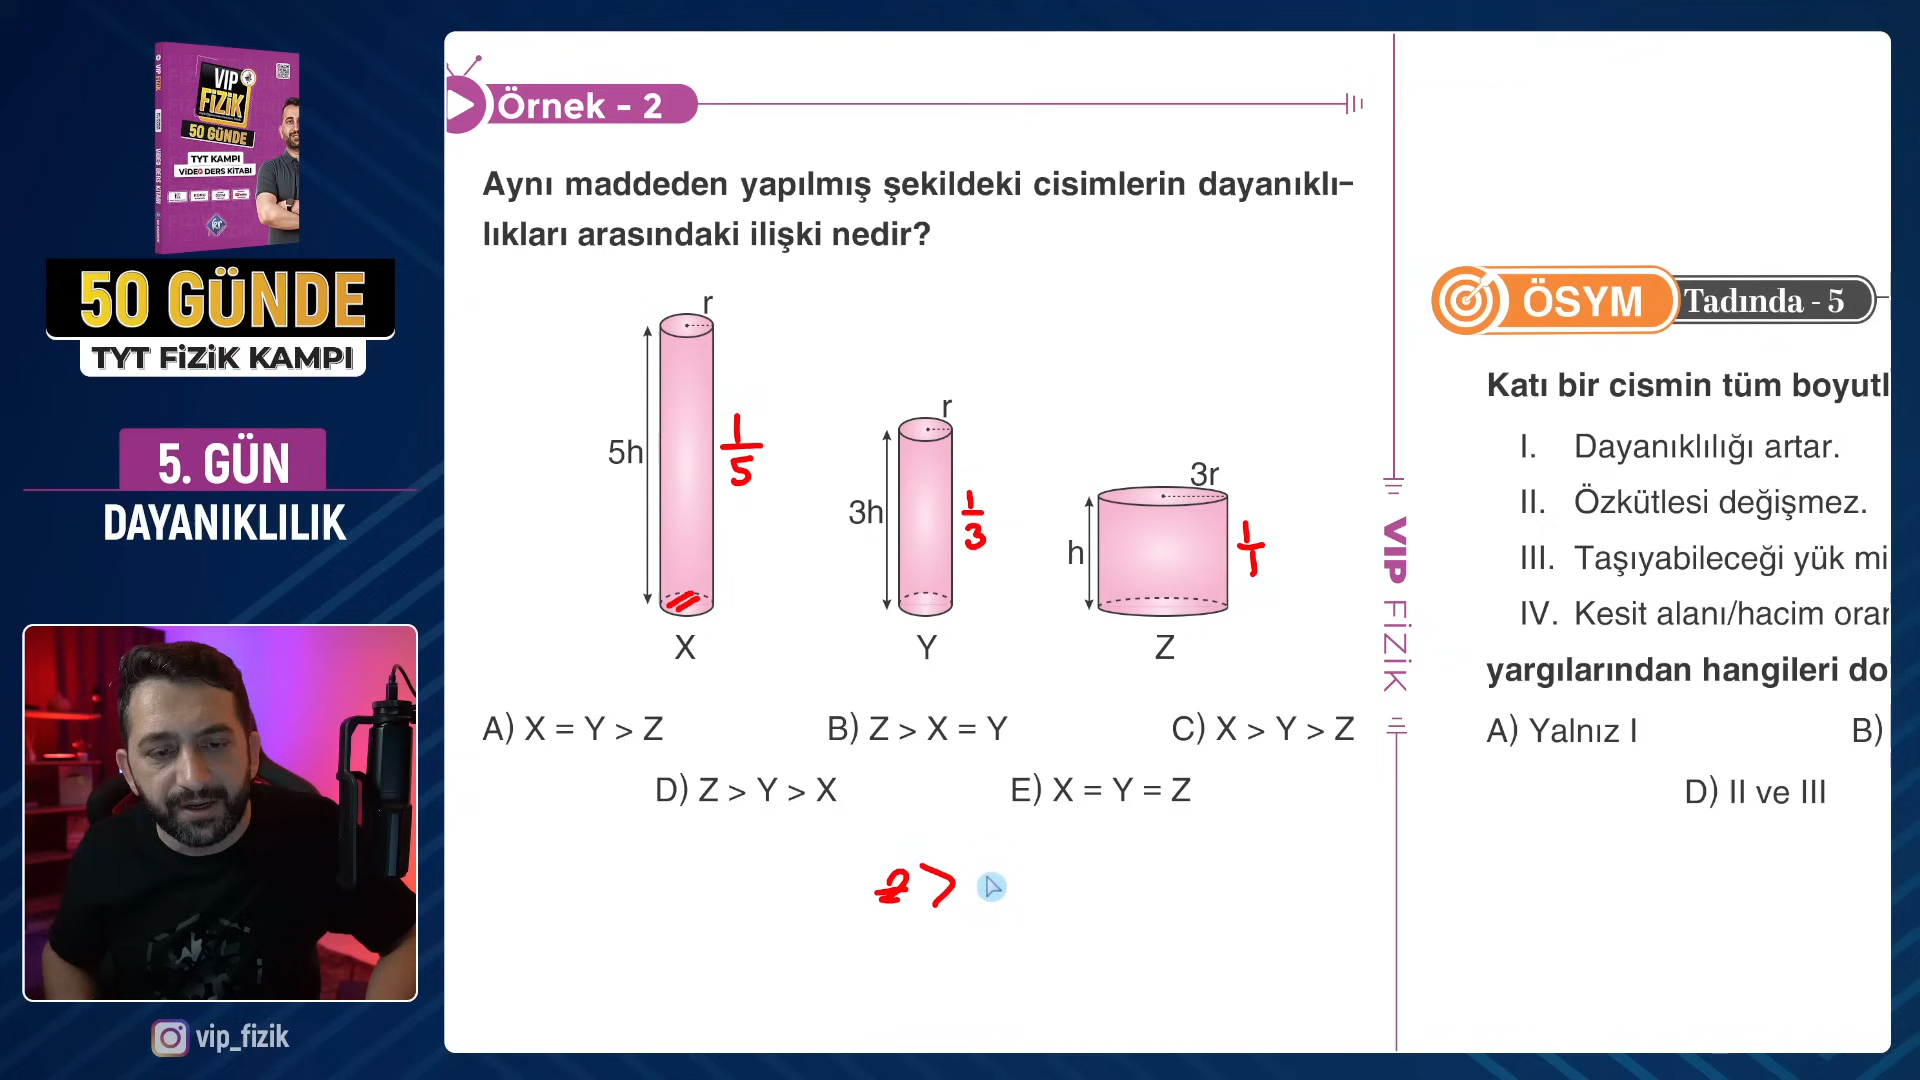 VIP
FİZİK
50 GÜNDE
TYT KAMPI
VİDEO DERS KİTABI
50 GÜNDE
TYT FİZİK KAMPI
5. GÜN
DAYANIKLILIK
vip_fizik
Örnek - 2
Aynı maddeden yapılmış şekildeki cisimlerin dayanıklı-
lıkları arasındaki ilişki nedir?
r
5h
1/5
X
r
3h
1/3
Y
3r
h
1/1
Z
A) X = Y > Z
B) Z > X = Y
C) X > Y > Z
D) Z > Y > X
E) X = Y = Z
z >
VIP FİZİK
ÖSYM Tadında - 5
Katı bir cismin tüm boyutl
I. Dayanıklılığı artar.
II. Özkütlesi değişmez.
III. Taşıyabileceği yük mi
IV. Kesit alanı/hacim orar
yargılarından hangileri do
A) Yalnız I
B)
D) II ve III